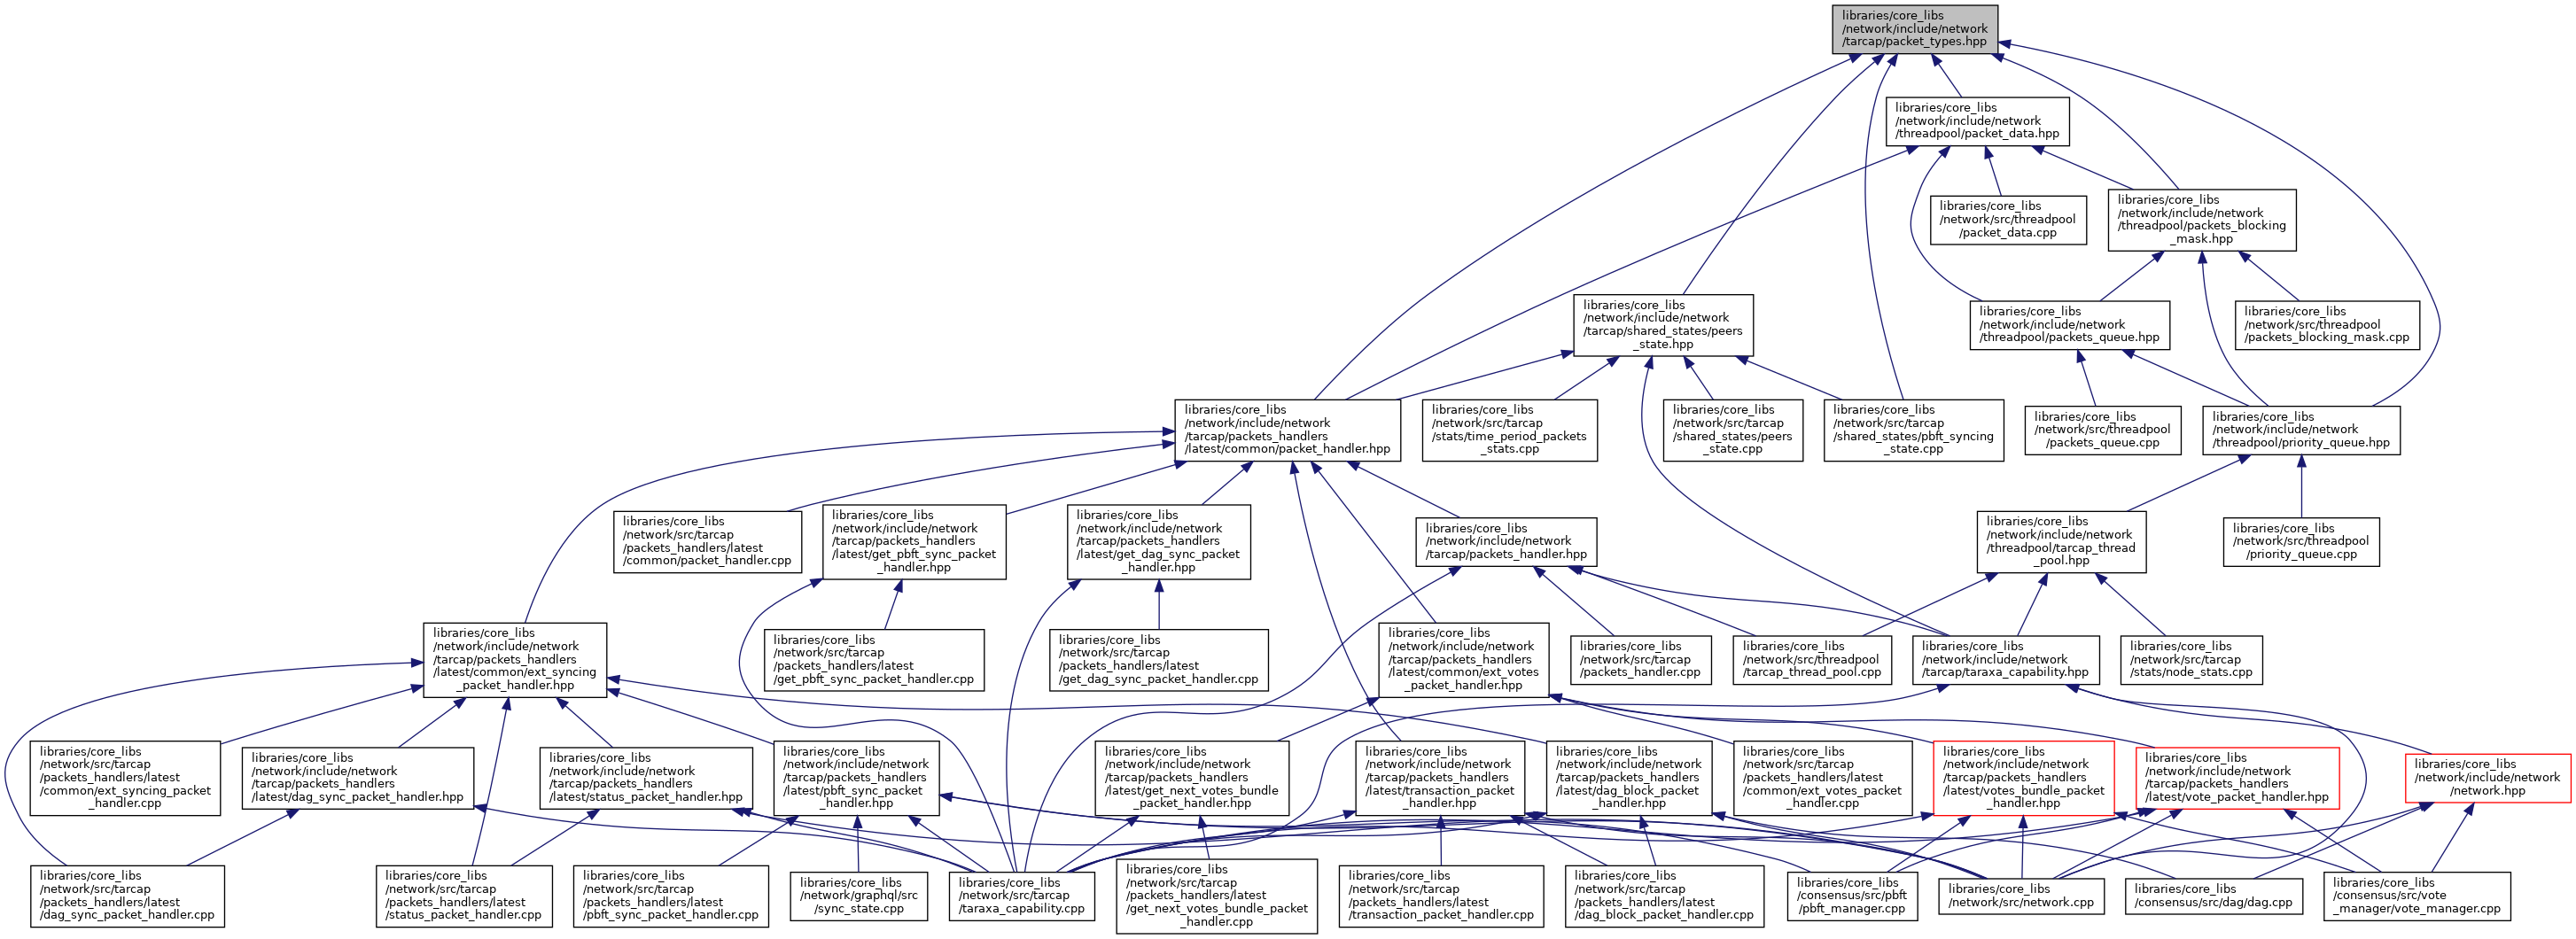 libraries/core_libs
/network/include/network
/tarcap/packet_types.hpp
libraries/core_libs
/network/include/network
/threadpool/packet_data.hpp
libraries/core_libs
/network/src/threadpool
/packet_data.cpp
libraries/core_libs
/network/include/network
/threadpool/packets_blocking
_mask.hpp
libraries/core_libs
/network/include/network
/tarcap/shared_states/peers
_state.hpp
libraries/core_libs
/network/include/network
/threadpool/packets_queue.hpp
libraries/core_libs
/network/src/threadpool
/packets_blocking_mask.cpp
libraries/core_libs
/network/include/network
/tarcap/packets_handlers
/latest/common/packet_handler.hpp
libraries/core_libs
/network/src/tarcap
/stats/time_period_packets
_stats.cpp
libraries/core_libs
/network/src/tarcap
/shared_states/peers
_state.cpp
libraries/core_libs
/network/src/tarcap
/shared_states/pbft_syncing
_state.cpp
libraries/core_libs
/network/src/threadpool
/packets_queue.cpp
libraries/core_libs
/network/include/network
/threadpool/priority_queue.hpp
libraries/core_libs
/network/src/tarcap
/packets_handlers/latest
/common/packet_handler.cpp
libraries/core_libs
/network/include/network
/tarcap/packets_handlers
/latest/get_pbft_sync_packet
_handler.hpp
libraries/core_libs
/network/include/network
/tarcap/packets_handlers
/latest/get_dag_sync_packet
_handler.hpp
libraries/core_libs
/network/include/network
/tarcap/packets_handler.hpp
libraries/core_libs
/network/include/network
/threadpool/tarcap_thread
_pool.hpp
libraries/core_libs
/network/src/threadpool
/priority_queue.cpp
libraries/core_libs
/network/include/network
/tarcap/packets_handlers
/latest/common/ext_syncing
_packet_handler.hpp
libraries/core_libs
/network/src/tarcap
/packets_handlers/latest
/get_pbft_sync_packet_handler.cpp
libraries/core_libs
/network/src/tarcap
/packets_handlers/latest
/get_dag_sync_packet_handler.cpp
libraries/core_libs
/network/include/network
/tarcap/packets_handlers
/latest/common/ext_votes
_packet_handler.hpp
libraries/core_libs
/network/src/tarcap
/packets_handler.cpp
libraries/core_libs
/network/src/threadpool
/tarcap_thread_pool.cpp
libraries/core_libs
/network/include/network
/tarcap/taraxa_capability.hpp
libraries/core_libs
/network/src/tarcap
/stats/node_stats.cpp
libraries/core_libs
/network/src/tarcap
/packets_handlers/latest
/common/ext_syncing_packet
_handler.cpp
libraries/core_libs
/network/include/network
/tarcap/packets_handlers
/latest/dag_sync_packet_handler.hpp
libraries/core_libs
/network/include/network
/tarcap/packets_handlers
/latest/status_packet_handler.hpp
libraries/core_libs
/network/include/network
/tarcap/packets_handlers
/latest/pbft_sync_packet
_handler.hpp
libraries/core_libs
/network/include/network
/tarcap/packets_handlers
/latest/get_next_votes_bundle
_packet_handler.hpp
libraries/core_libs
/network/include/network
/tarcap/packets_handlers
/latest/transaction_packet
_handler.hpp
libraries/core_libs
/network/include/network
/tarcap/packets_handlers
/latest/dag_block_packet
_handler.hpp
libraries/core_libs
/network/src/tarcap
/packets_handlers/latest
/common/ext_votes_packet
_handler.cpp
libraries/core_libs
/network/include/network
/tarcap/packets_handlers
/latest/votes_bundle_packet
_handler.hpp
libraries/core_libs
/network/include/network
/tarcap/packets_handlers
/latest/vote_packet_handler.hpp
libraries/core_libs
/network/include/network
/network.hpp
libraries/core_libs
/network/src/tarcap
/packets_handlers/latest
/dag_sync_packet_handler.cpp
libraries/core_libs
/network/src/tarcap
/packets_handlers/latest
/status_packet_handler.cpp
libraries/core_libs
/network/src/tarcap
/packets_handlers/latest
/pbft_sync_packet_handler.cpp
libraries/core_libs
/network/graphql/src
/sync_state.cpp
libraries/core_libs
/network/src/tarcap
/taraxa_capability.cpp
libraries/core_libs
/network/src/tarcap
/packets_handlers/latest
/get_next_votes_bundle_packet
_handler.cpp
libraries/core_libs
/network/src/tarcap
/packets_handlers/latest
/transaction_packet_handler.cpp
libraries/core_libs
/network/src/tarcap
/packets_handlers/latest
/dag_block_packet_handler.cpp
libraries/core_libs
/consensus/src/pbft
/pbft_manager.cpp
libraries/core_libs
/network/src/network.cpp
libraries/core_libs
/consensus/src/dag/dag.cpp
libraries/core_libs
/consensus/src/vote
_manager/vote_manager.cpp